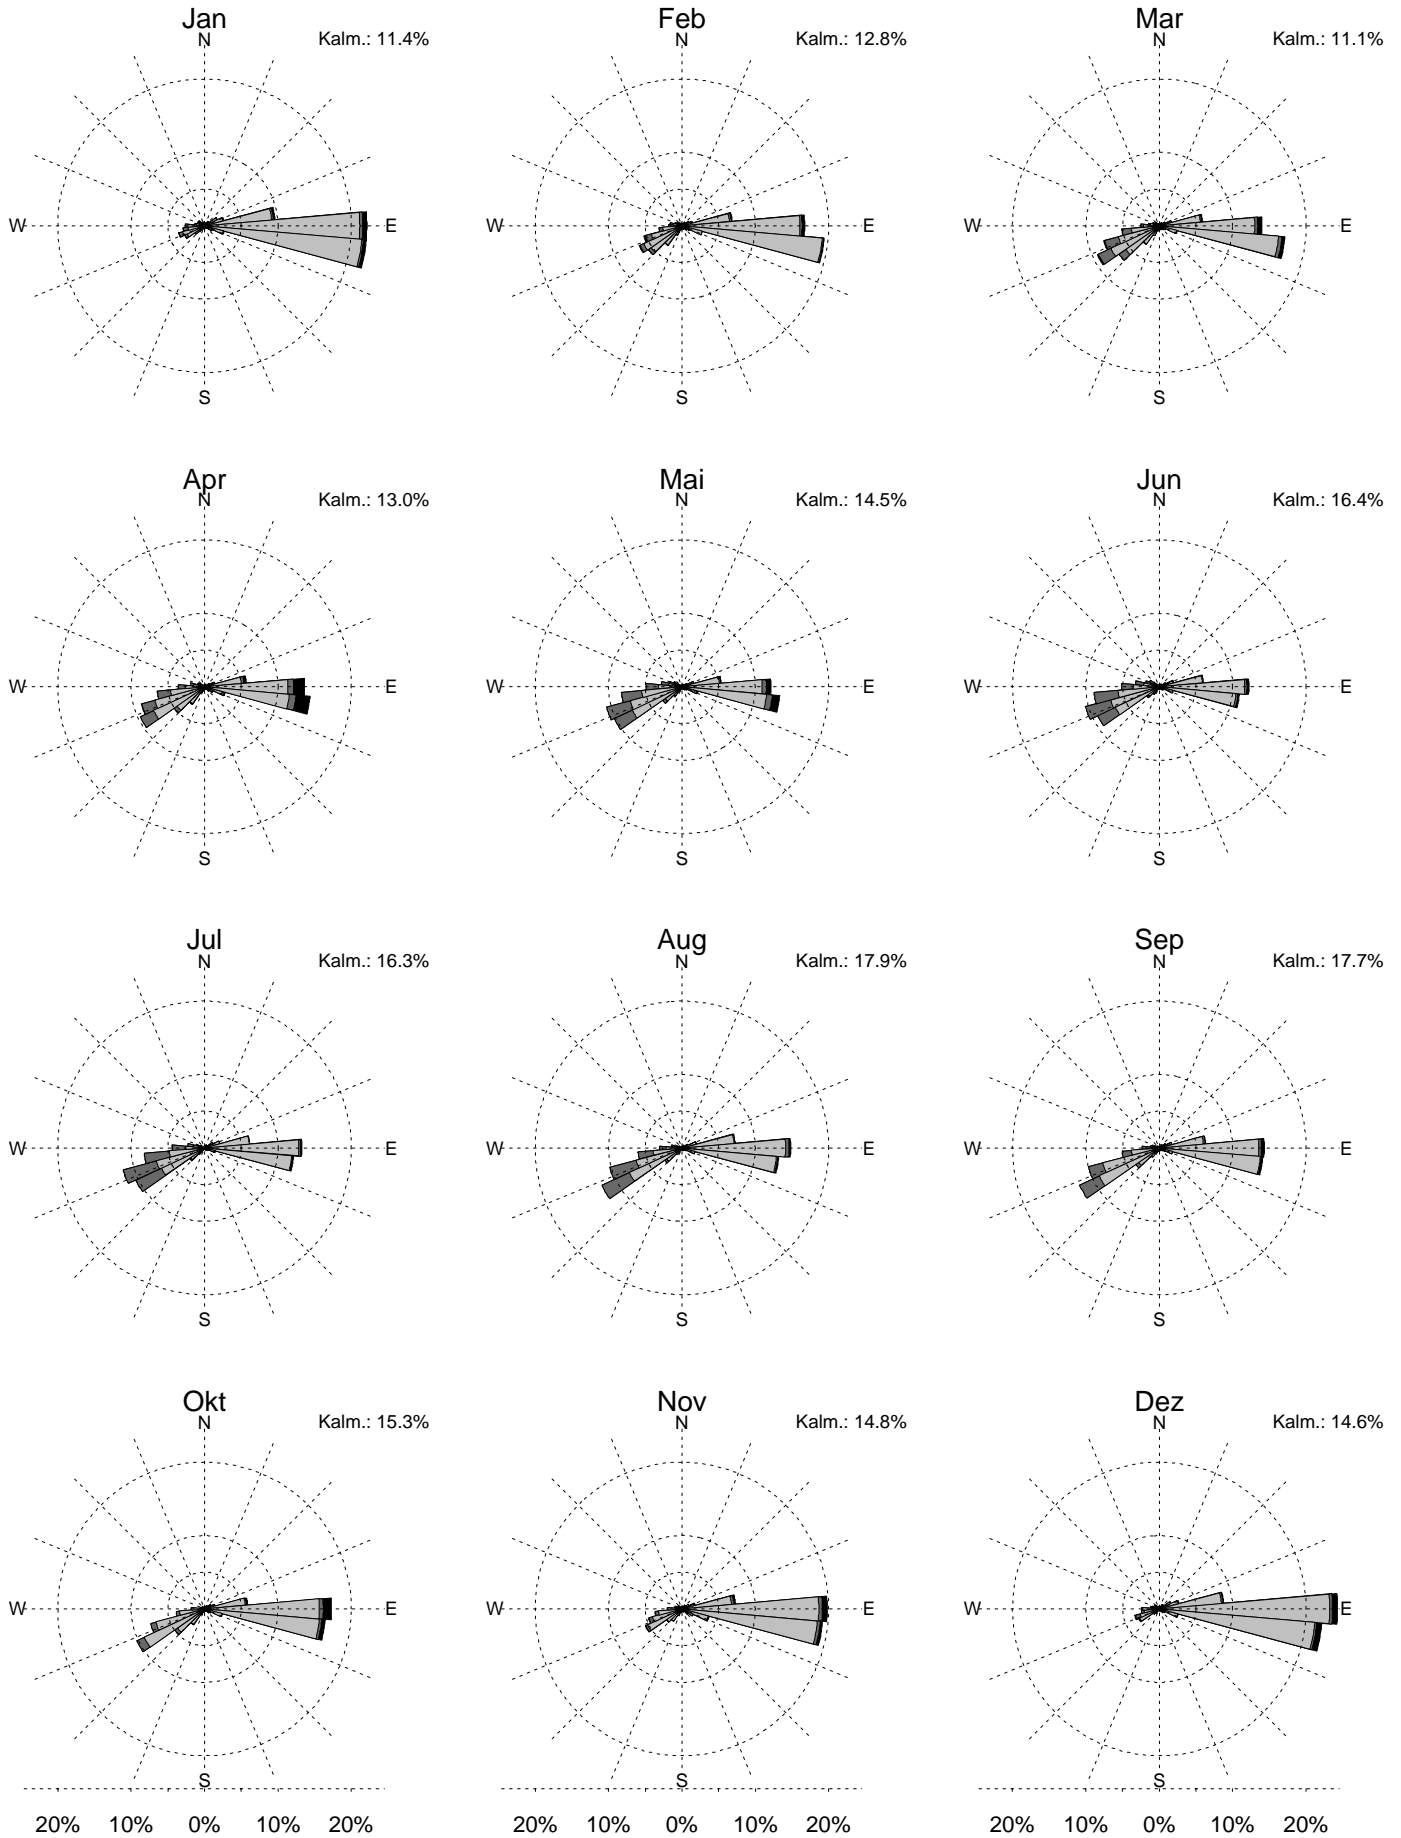 Jan
N
Kalm.: 11.4%
W
E
S
Feb
N
Kalm.: 12.8%
W
E
S
Mar
N
Kalm.: 11.1%
W
E
S
Apr
N
Kalm.: 13.0%
W
E
S
Mai
N
Kalm.: 14.5%
W
E
S
Jun
N
Kalm.: 16.4%
W
E
S
Jul
N
Kalm.: 16.3%
W
E
S
Aug
N
Kalm.: 17.9%
W
E
S
Sep
N
Kalm.: 17.7%
W
E
S
Okt
N
Kalm.: 15.3%
W
E
S
20% 10% 0% 10% 20%
Nov
N
Kalm.: 14.8%
W
E
S
20% 10% 0% 10% 20%
Dez
N
Kalm.: 14.6%
W
E
S
20% 10% 0% 10% 20%